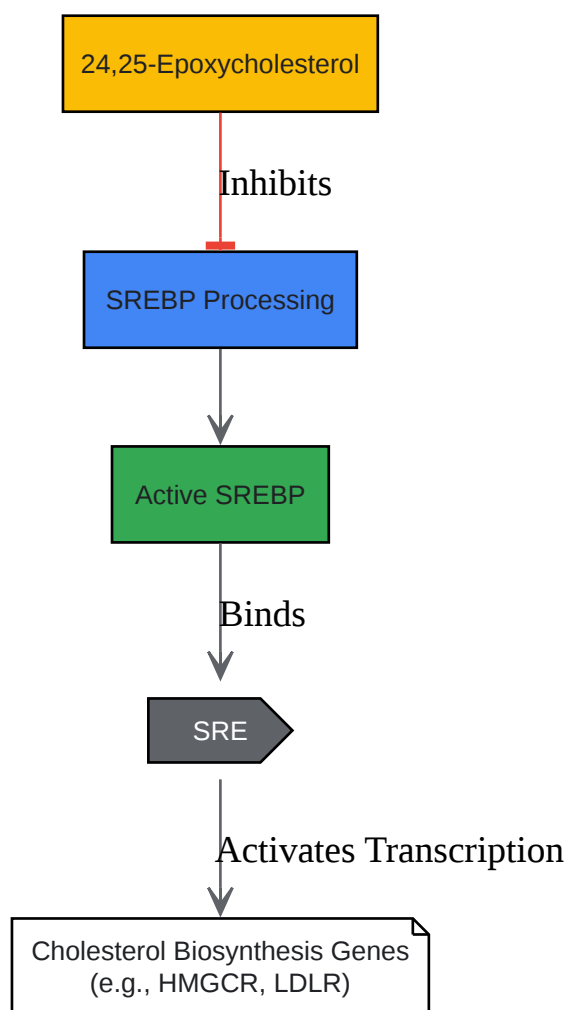 24,25-Epoxycholesterol
Inhibits
SREBP Processing
Active SREBP
Binds
SRE
Activates Transcription
Cholesterol Biosynthesis Genes
(e.g., HMGCR, LDLR)